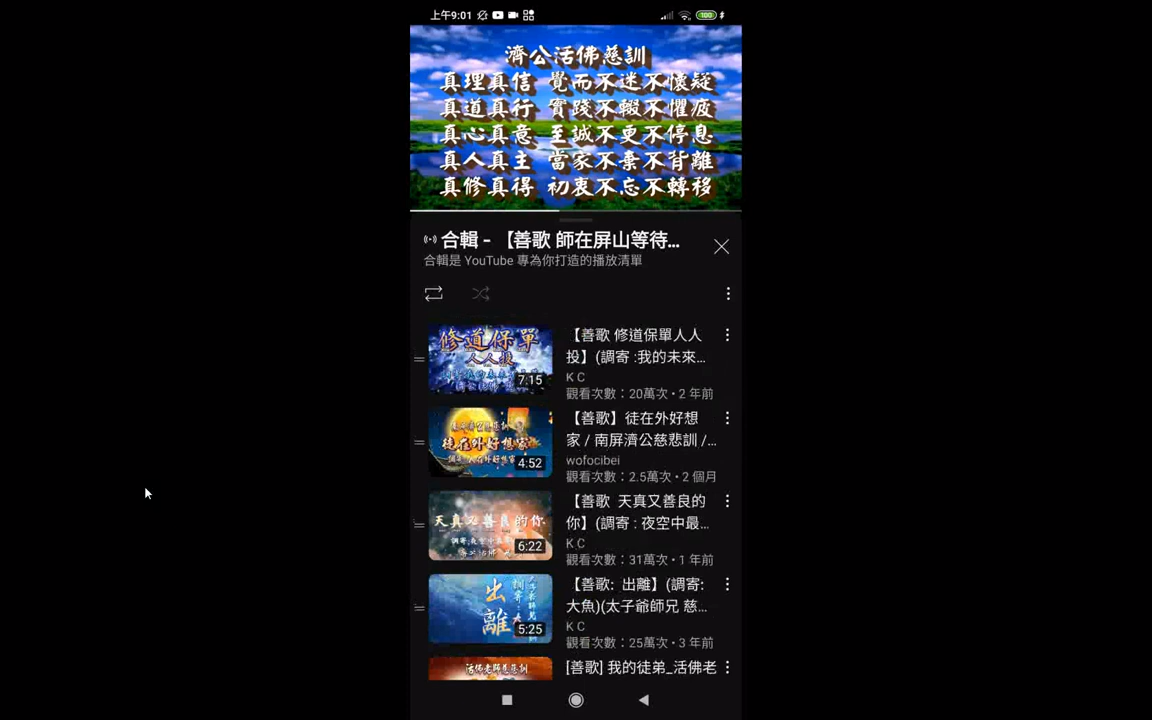 上午9:01
100
濟公活佛慈訓
真理真信 覺而不迷不懷疑
真道真行 實踐不輟不懼疲
真心真意 至誠不更不停息
真人真主 當家不棄不背離
真修真得 初衷不忘不轉移
合輯 - 【善歌 師在屏山等待...
合輯是 YouTube 專為你打造的播放清單
修道保單
人人投
7:15
【善歌 修道保單人人
投】(調寄 :我的未來...
K C
觀看次數：20萬次 • 2 年前
徒在外好想家
4:52
【善歌】徒在外好想
家 / 南屏濟公慈悲訓 /...
wofocibei
觀看次數：2.5萬次 • 2 個月
天真又善良的你
6:22
【善歌 天真又善良的
你】(調寄 : 夜空中最...
K C
觀看次數：31萬次 • 1 年前
出離
5:25
【善歌: 出離】(調寄:
大魚)(太子爺師兄 慈...
K C
觀看次數：25萬次 • 3 年前
活佛老師慈悲訓
[善歌] 我的徒弟_活佛老